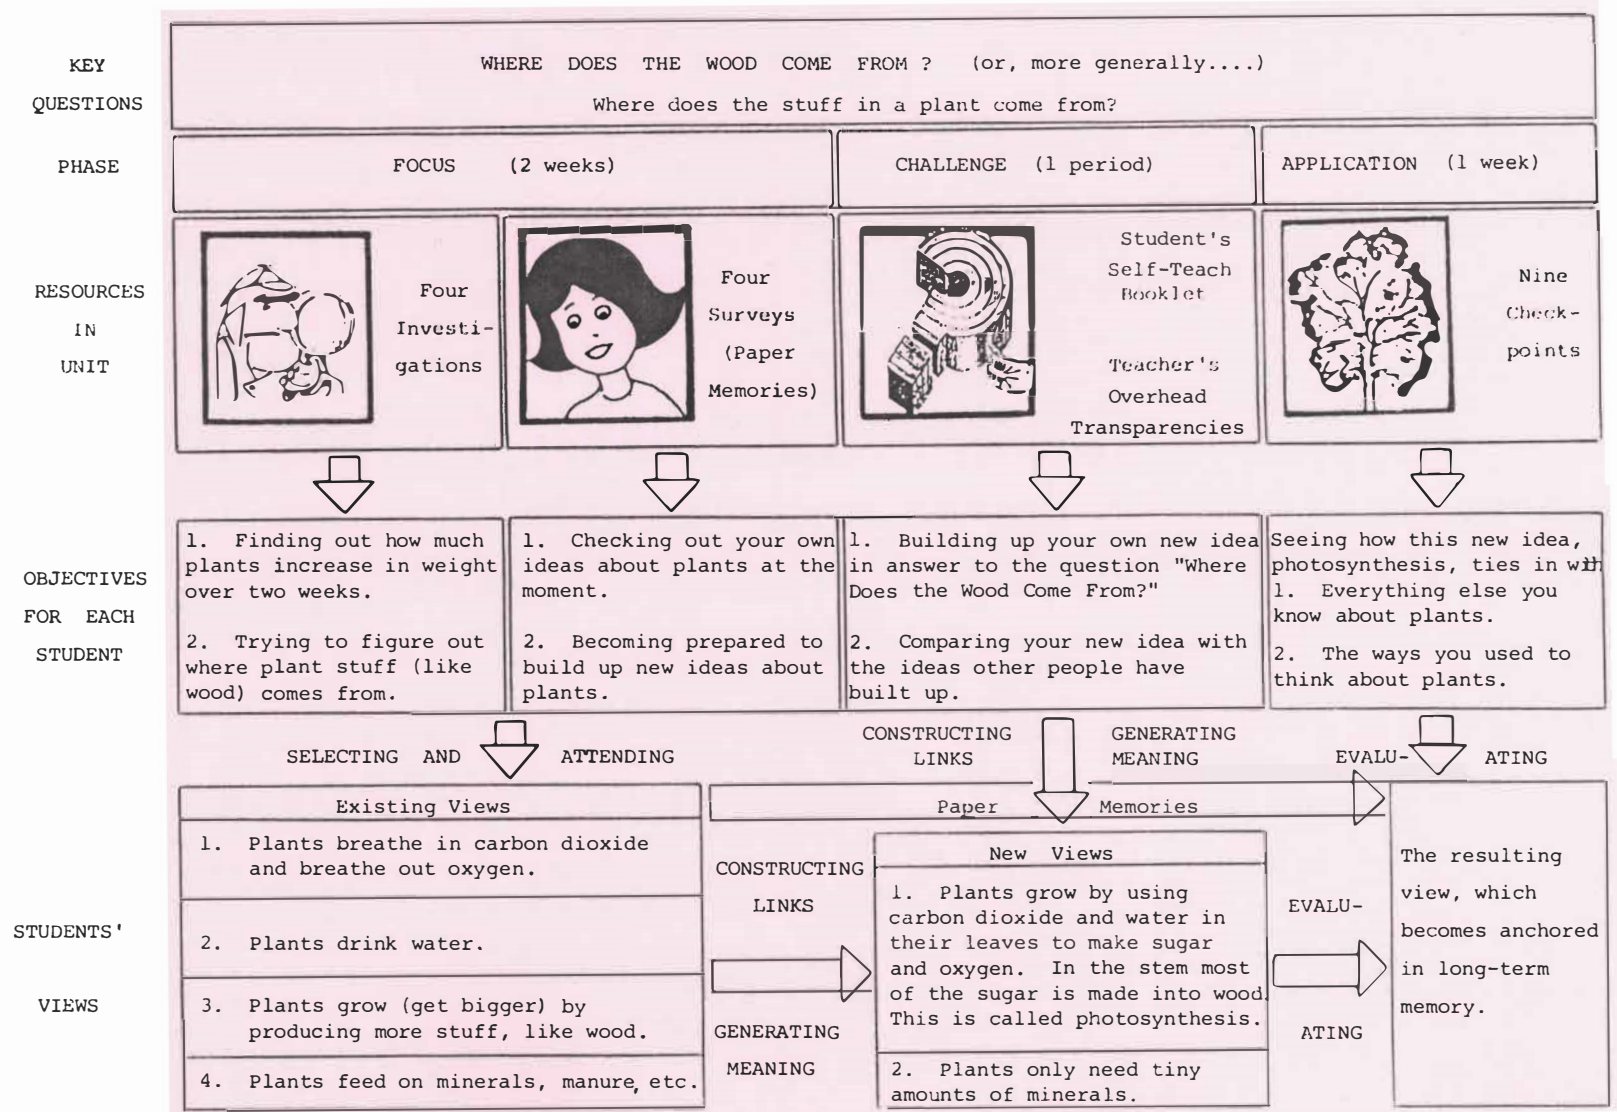 KEY
QUESTIONS
WHERE DOES THE WOOD COME FROM ? (or, more generally....)
Where does the stuff in a plant come from?
PHASE
FOCUS (2 weeks)
CHALLENGE (1 period)
APPLICATION (1 week)
RESOURCES
IN
UNIT
Four
Investi-
gations
Four
Surveys
(Paper
Memories)
Student's
Self-Teach
Booklet
Teacher's
Overhead
Transparencies
Nine
Check-
points
OBJECTIVES
FOR EACH
STUDENT
1. Finding out how much
plants increase in weight
over two weeks.
2. Trying to figure out
where plant stuff (like
wood) comes from.
1. Checking out your own
ideas about plants at the
moment.
2. Becoming prepared to
build up new ideas about
plants.
1. Building up your own new idea
in answer to the question "Where
Does the Wood Come From?"
2. Comparing your new idea with
the ideas other people have
built up.
Seeing how this new idea,
photosynthesis, ties in with
1. Everything else you
know about plants.
2. The ways you used to
think about plants.
SELECTING AND ATTENDING
CONSTRUCTING
LINKS
GENERATING
MEANING
EVALU- ATING
STUDENTS'
VIEWS
Existing Views
1. Plants breathe in carbon dioxide
and breathe out oxygen.
2. Plants drink water.
3. Plants grow (get bigger) by
producing more stuff, like wood.
4. Plants feed on minerals, manure, etc.
Paper Memories
CONSTRUCTING
LINKS
GENERATING
MEANING
New Views
1. Plants grow by using
carbon dioxide and water in
their leaves to make sugar
and oxygen. In the stem most
of the sugar is made into wood.
This is called photosynthesis.
2. Plants only need tiny
amounts of minerals.
EVALU-
ATING
The resulting
view, which
becomes anchored
in long-term
memory.